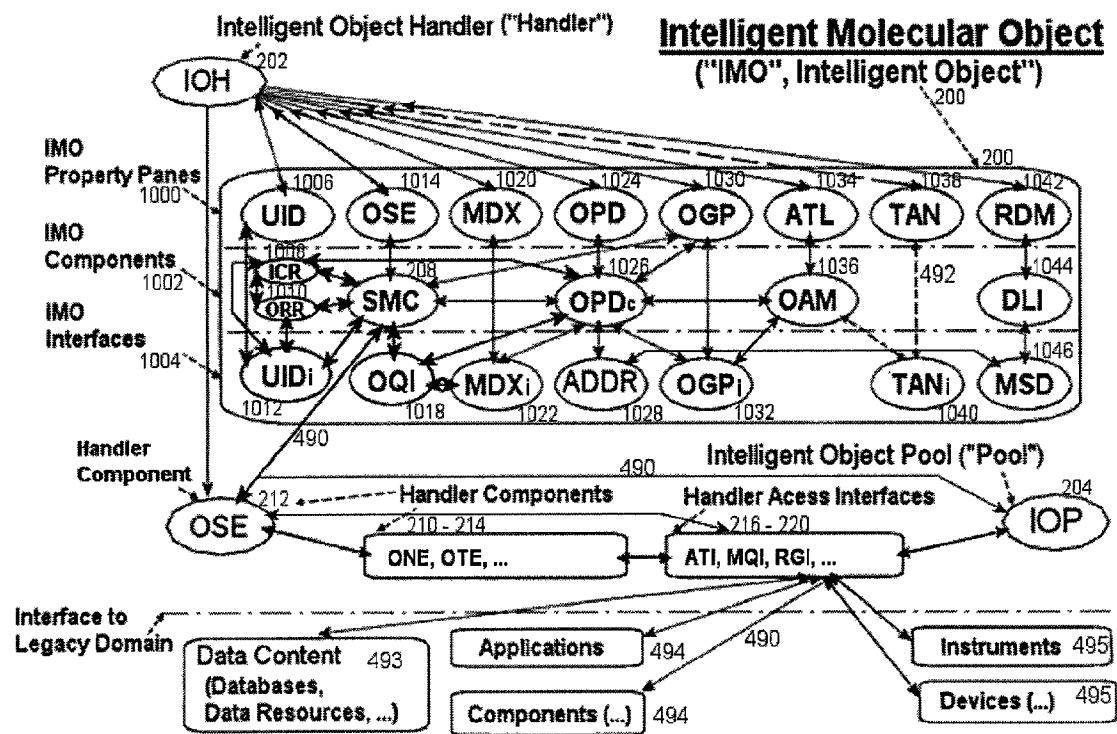 Intelligent Object Handler ("Handler")
Intelligent Molecular Object
("IMO", Intelligent Object")
202
IOH
200
200
IMO
Property Panes
1000
1006
1014
1020
1024
1030
1034
1038
1042
UID
OSE
MDX
OPD
OGP
ATL
TAN
RDM
IMO
Components
1002
1008
ICR
1010
ORR
208
SMC
1026
OPDc
1036
OAM
492
1044
DLI
IMO
Interfaces
1004
1046
UIDi
OQI
MDXi
ADDR
OGPi
TANi
MSD
1012
1018
1022
1028
1032
1040
490
Handler
Component
490
Intelligent Object Pool ("Pool")
212
OSE
Handler Components
210 - 214
ONE, OTE, ...
Handler Acess Interfaces
216 - 220
ATI, MQI, RGI, ...
204
IOP
Interface to
Legacy Domain
Data Content 493
(Databases,
Data Resources, ...)
Applications
494
490
Components (...)
494
Instruments 495
Devices (...) 495